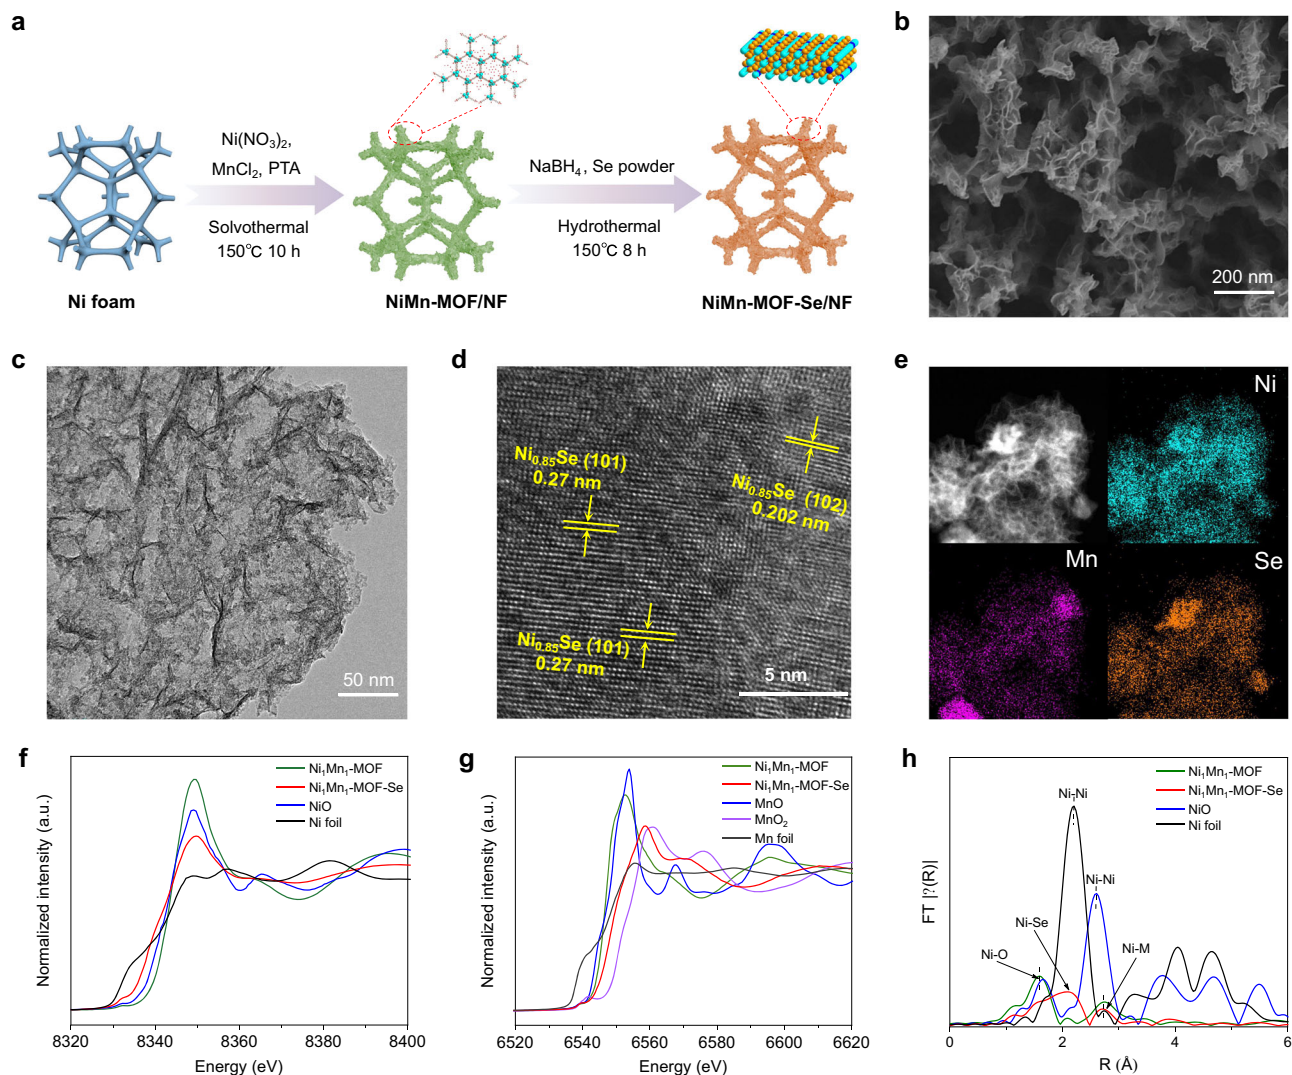 a
Ni(NO₃)₂,
MnCl₂, PTA
Solvothermal
150℃ 10 h
NaBH₄, Se powder
Hydrothermal
150℃ 8 h
Ni foam
NiMn-MOF/NF
NiMn-MOF-Se/NF
b
200 nm
c
50 nm
d
Ni₀.₈₅Se (101)
0.27 nm
Ni₀.₈₅Se (102)
0.202 nm
Ni₀.₈₅Se (101)
0.27 nm
5 nm
e
Ni
Mn
Se
f
Normalized intensity (a.u.)
Ni₁Mn₁-MOF
Ni₁Mn₁-MOF-Se
NiO
Ni foil
8320 8340 8360 8380 8400
Energy (eV)
g
Normalized intensity (a.u.)
Ni₁Mn₁-MOF
Ni₁Mn₁-MOF-Se
MnO
MnO₂
Mn foil
6520 6540 6560 6580 6600 6620
Energy (eV)
h
FT |?(R)|
Ni₁Mn₁-MOF
Ni₁Mn₁-MOF-Se
NiO
Ni foil
Ni-Ni
Ni-Ni
Ni-Se
Ni-O
Ni-M
0 2 4 6
R (Å)